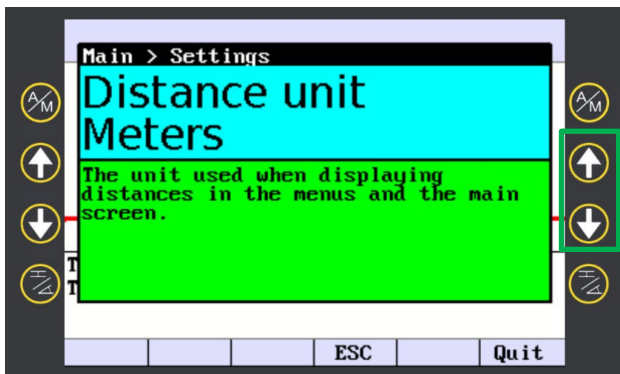 Main > Settings
Distance unit
Meters
The unit used when displaying
distances in the menus and the main
screen.
A/M
A/M
T
T
ESC
Quit